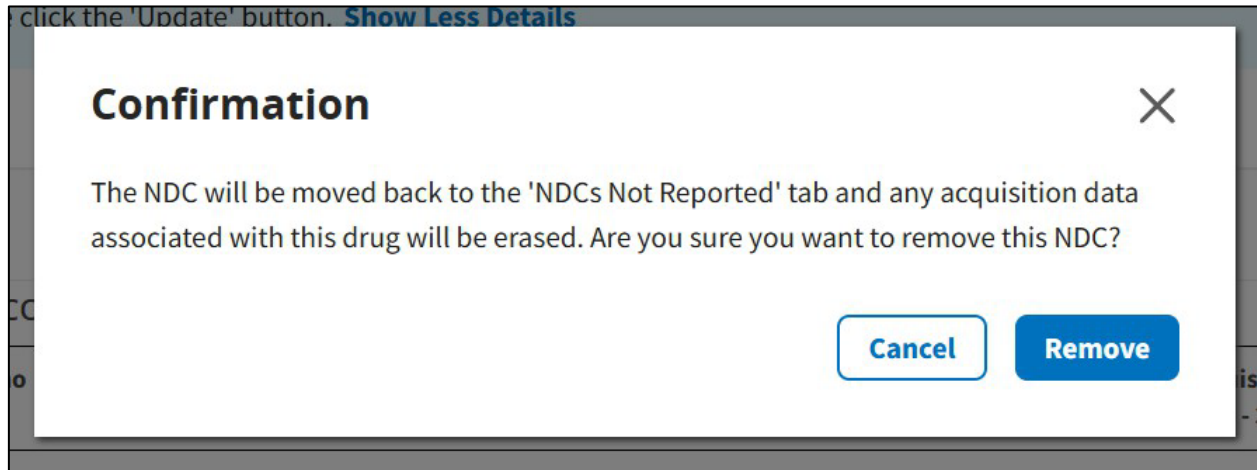 click the 'Update' button. Show Less Details
Confirmation
The NDC will be moved back to the 'NDCs Not Reported' tab and any acquisition data
associated with this drug will be erased. Are you sure you want to remove this NDC?
Cancel Remove